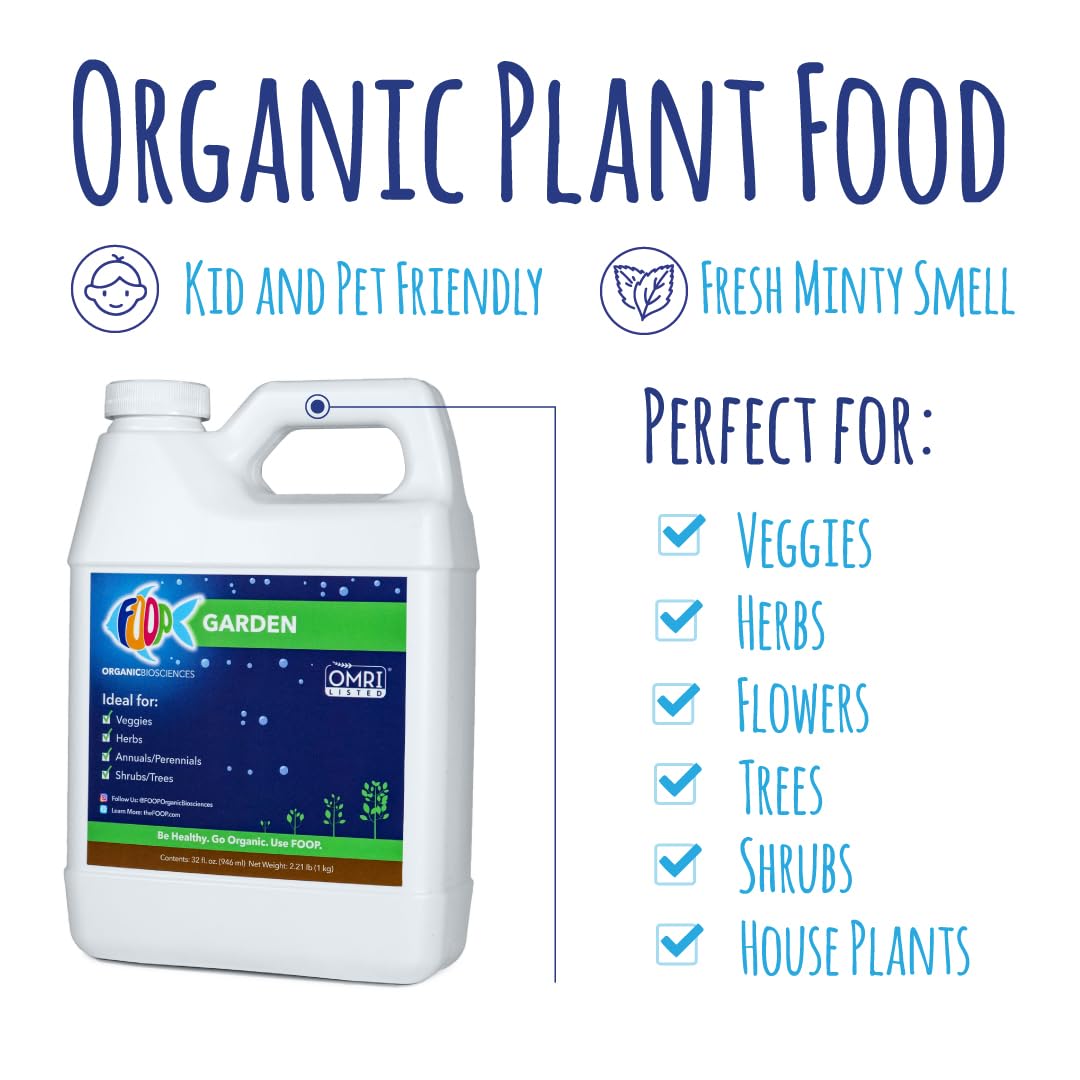 ORGANIC PLANT FOOD
KID AND PET FRIENDLY
FRESH MINTY SMELL
PERFECT FOR:
VEGGIES
HERBS
FLOWERS
TREES
SHRUBS
HOUSE PLANTS
FOOP
GARDEN
ORGANICBIOSCIENCES
OMRI
LISTED
Ideal for:
Veggies
Herbs
Annuals/Perennials
Shrubs/Trees
Follow Us: @FOOPOrganicBiosciences
Learn More: theFOOP.com
Be Healthy. Go Organic. Use FOOP.
Contents: 32 fl. oz. (946 ml) Net Weight: 2.21 lb (1 kg)